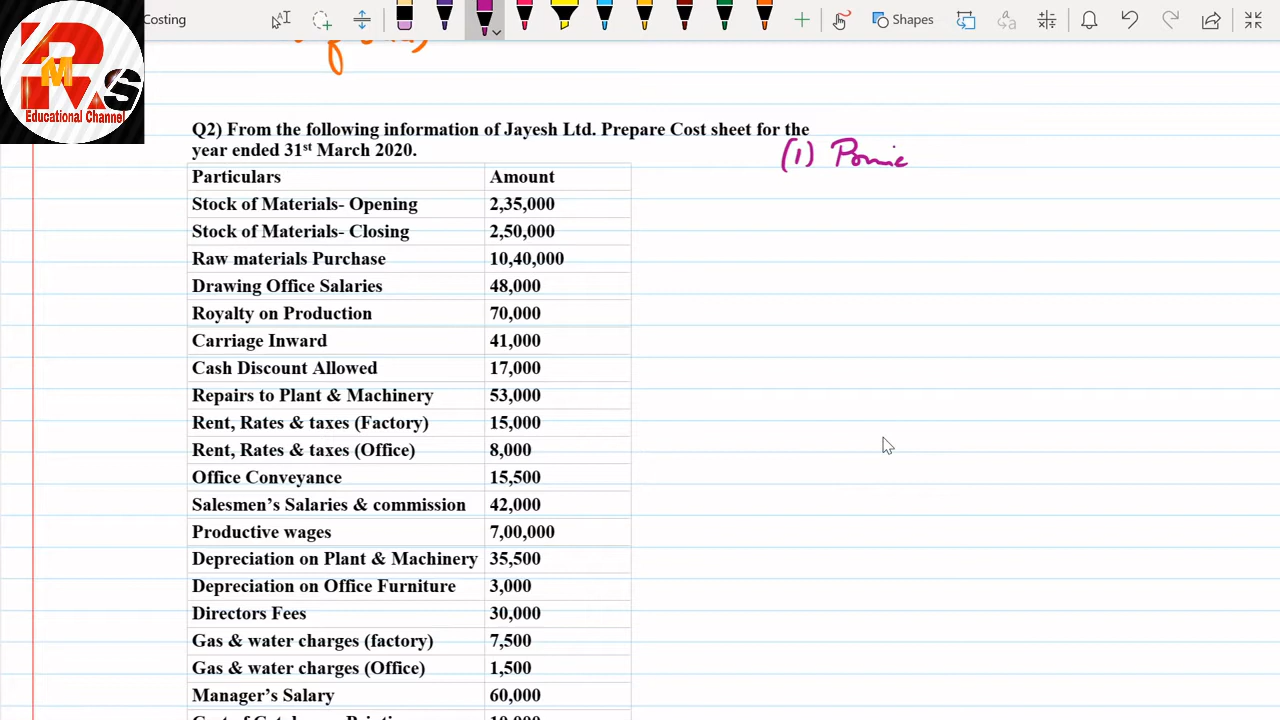 Costing
Shapes
RMS
Educational Channel
Q2) From the following information of Jayesh Ltd. Prepare Cost sheet for the
year ended 31st March 2020.
(1)
Particulars Amount
Stock of Materials- Opening 2,35,000
Stock of Materials- Closing 2,50,000
Raw materials Purchase 10,40,000
Drawing Office Salaries 48,000
Royalty on Production 70,000
Carriage Inward 41,000
Cash Discount Allowed 17,000
Repairs to Plant & Machinery 53,000
Rent, Rates & taxes (Factory) 15,000
Rent, Rates & taxes (Office) 8,000
Office Conveyance 15,500
Salesmen’s Salaries & commission 42,000
Productive wages 7,00,000
Depreciation on Plant & Machinery 35,500
Depreciation on Office Furniture 3,000
Directors Fees 30,000
Gas & water charges (factory) 7,500
Gas & water charges (Office) 1,500
Manager’s Salary 60,000